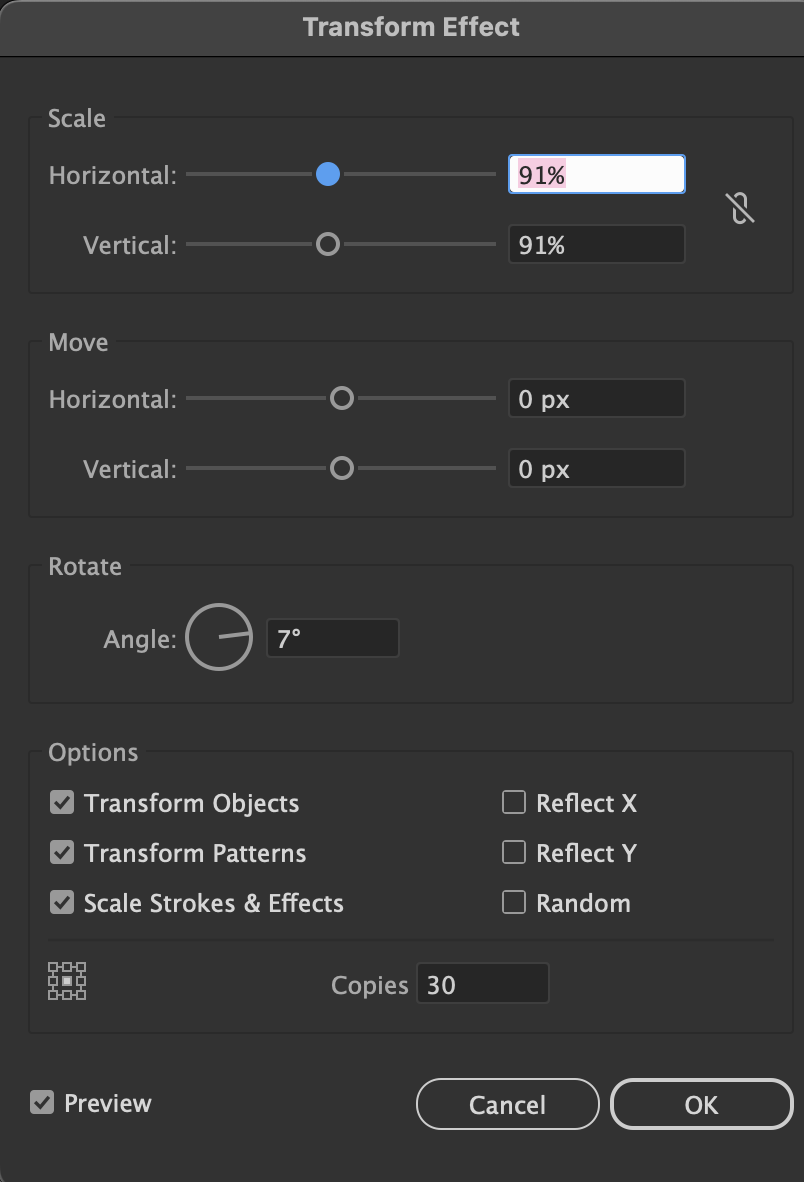 Transform Effect
Scale
Horizontal: 91%
Vertical: 91%
Move
Horizontal: 0 px
Vertical: 0 px
Rotate
Angle: 7°
Options
Transform Objects Reflect X
Transform Patterns Reflect Y
Scale Strokes & Effects Random
Copies 30
Preview Cancel OK